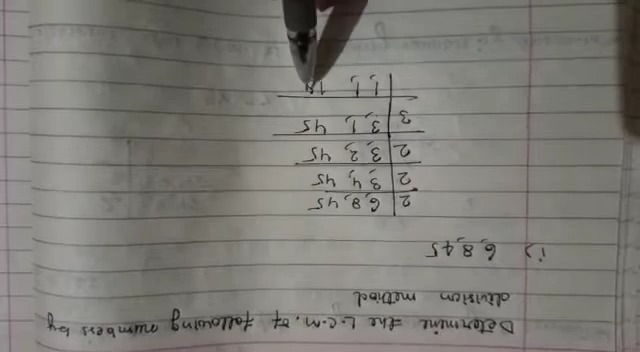 Determine the L.C.M. of following numbers by
division method
i) 6,8,45
2 | 6,8,45
2 | 3,4,45
2 | 3,2,45
3 | 3,1,45
1,1,